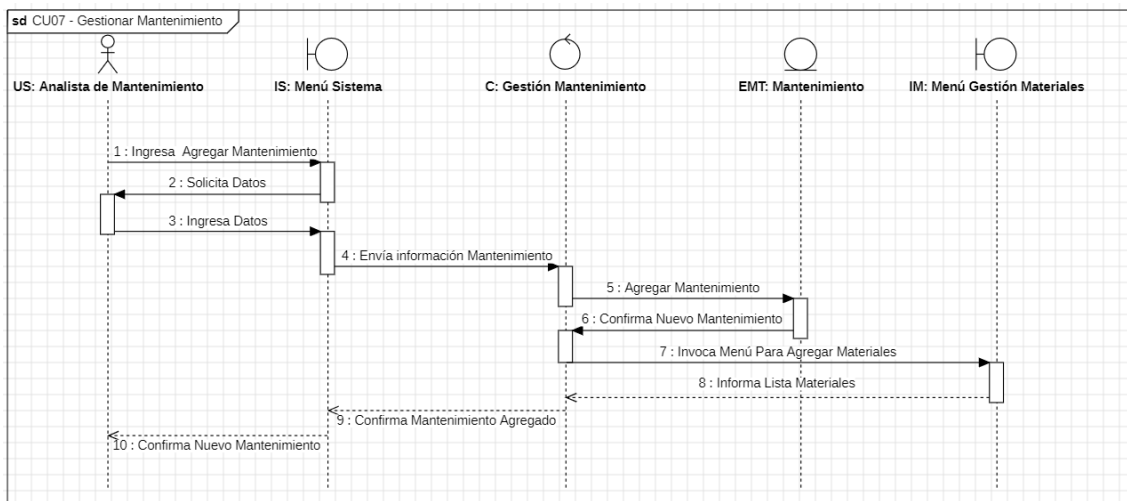 sd CU07 - Gestionar Mantenimiento
US: Analista de Mantenimiento
IS: Menú Sistema
C: Gestión Mantenimiento
EMT: Mantenimiento
IM: Menú Gestión Materiales
1 : Ingresa Agregar Mantenimiento
2 : Solicita Datos
3 : Ingresa Datos
4 : Envía información Mantenimiento
5 : Agregar Mantenimiento
6 : Confirma Nuevo Mantenimiento
7 : Invoca Menú Para Agregar Materiales
8 : Informa Lista Materiales
9 : Confirma Mantenimiento Agregado
10 : Confirma Nuevo Mantenimiento